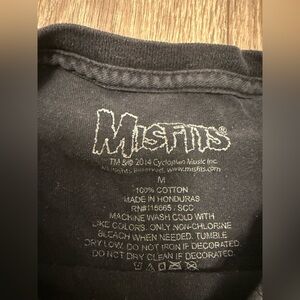 MISFITS®
TM & © 2014 Cyclopian Music Inc.
All Rights Reserved. www.misfits.com
M
100% COTTON
MADE IN HONDURAS
RN#116665 - SCC
MACHINE WASH COLD WITH
LIKE COLORS. ONLY NON-CHLORINE
BLEACH WHEN NEEDED. TUMBLE
DRY LOW. DO NOT IRON IF DECORATED.
DO NOT DRY CLEAN IF DECORATED.